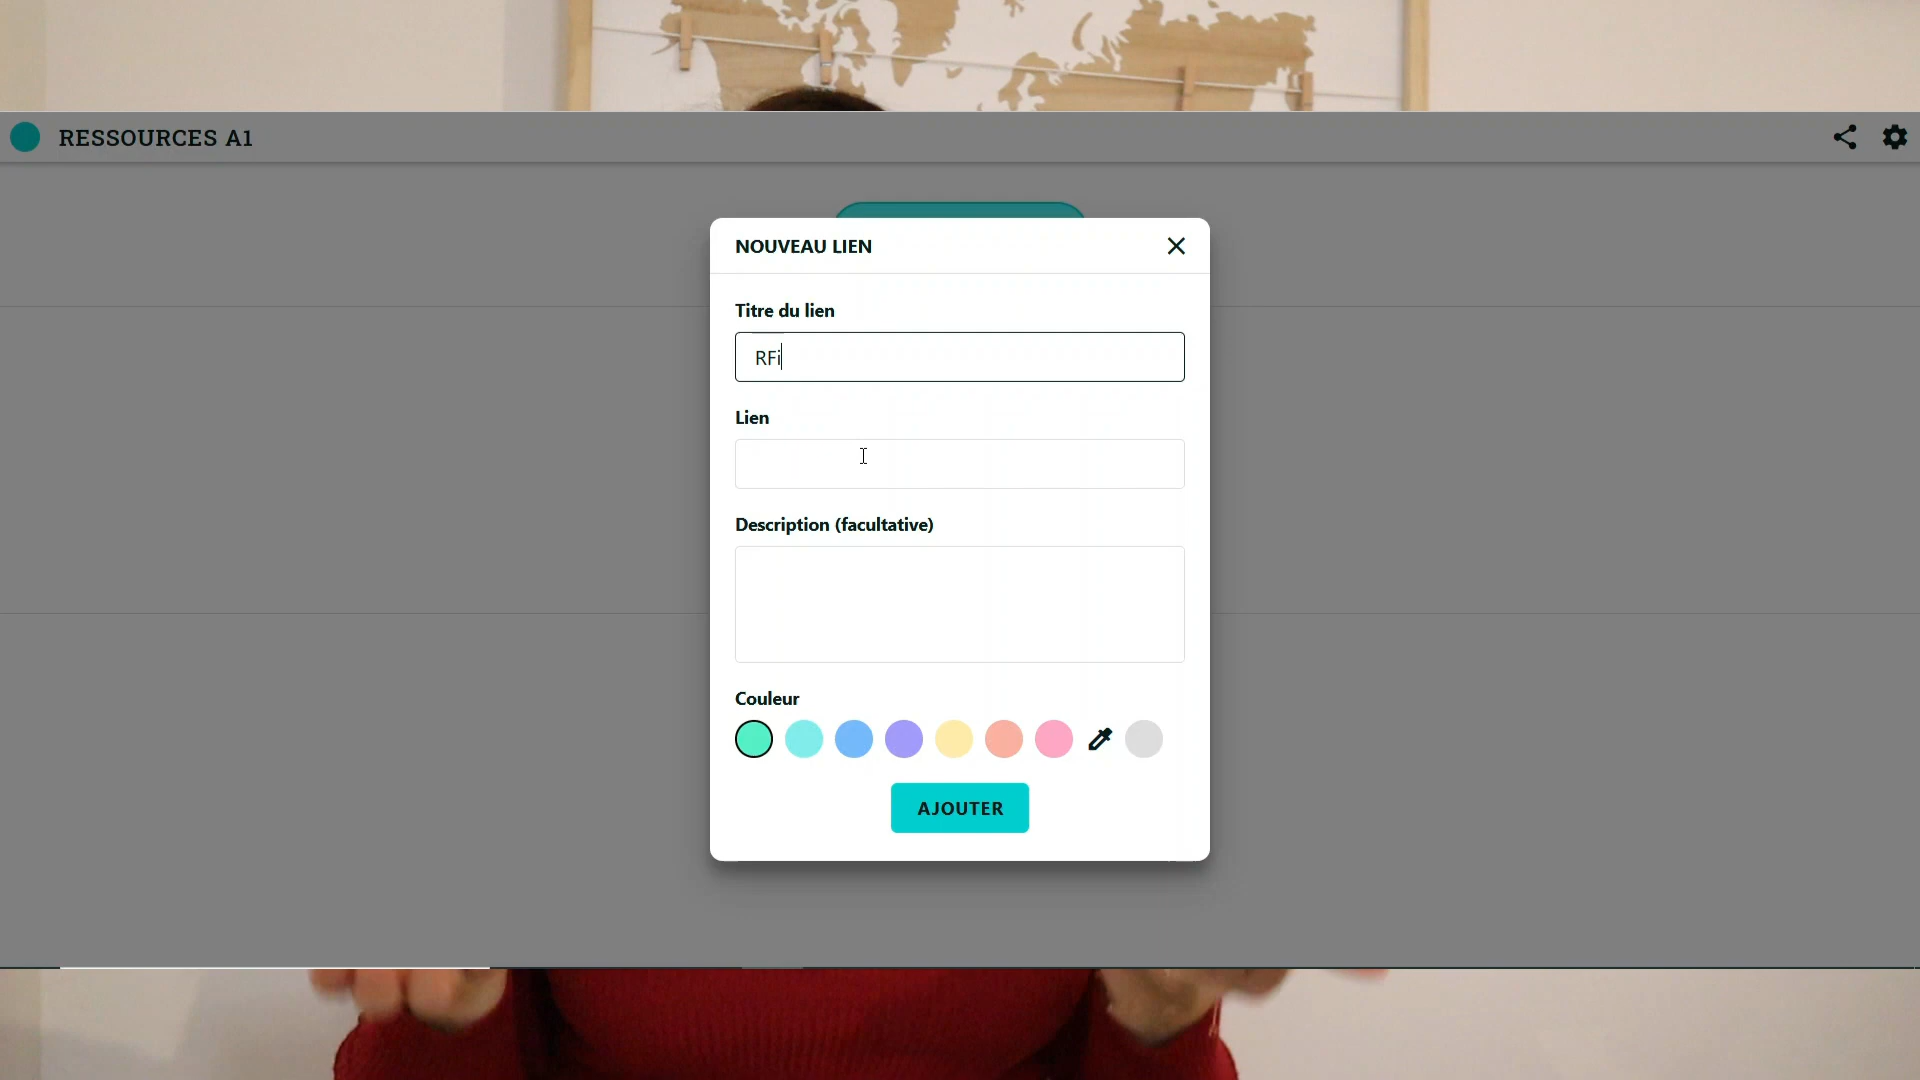 RESSOURCES A1
NOUVEAU LIEN
Titre du lien
RFi
Lien
Description (facultative)
Couleur
AJOUTER